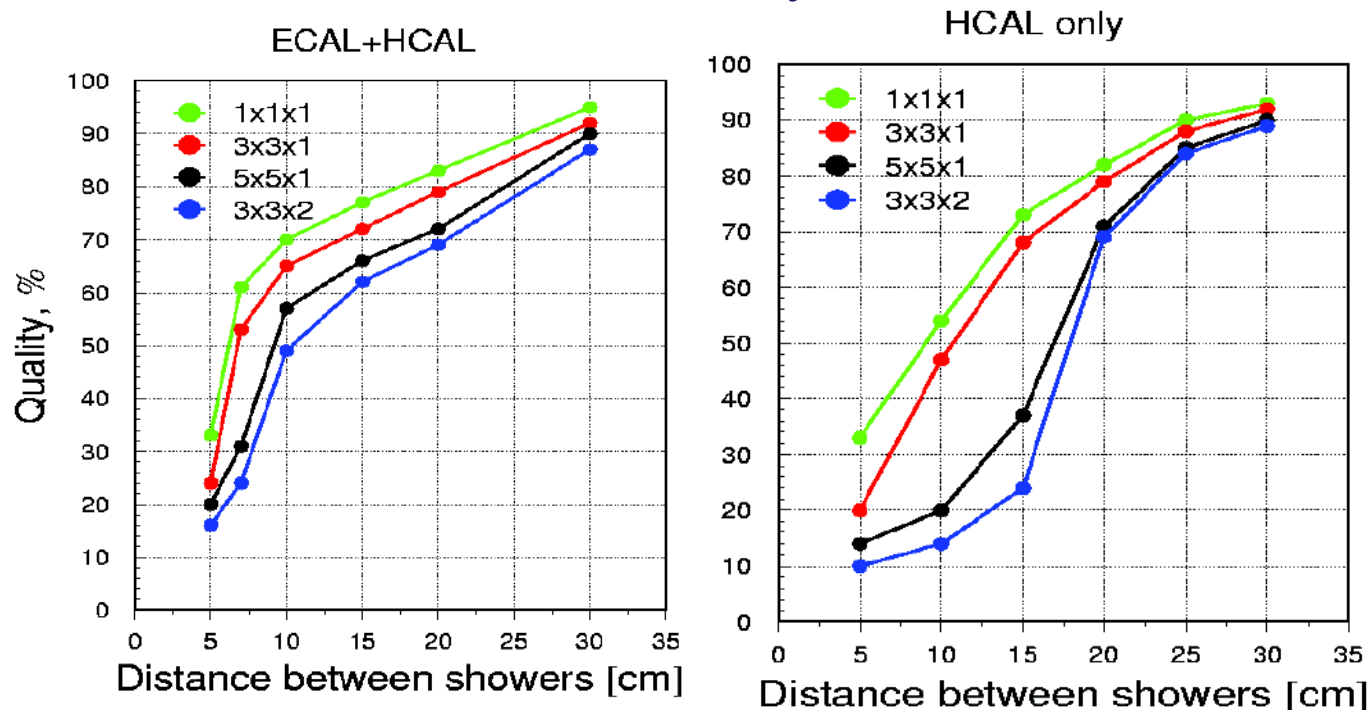 ECAL+HCAL
100
90
80
70
60
50
40
30
20
10
0
Quality, %
1x1x1
3x3x1
5x5x1
3x3x2
0 5 10 15 20 25 30 35
Distance between showers [cm]
HCAL only
100
90
80
70
60
50
40
30
20
10
0
1x1x1
3x3x1
5x5x1
3x3x2
0 5 10 15 20 25 30 35
Distance between showers [cm]